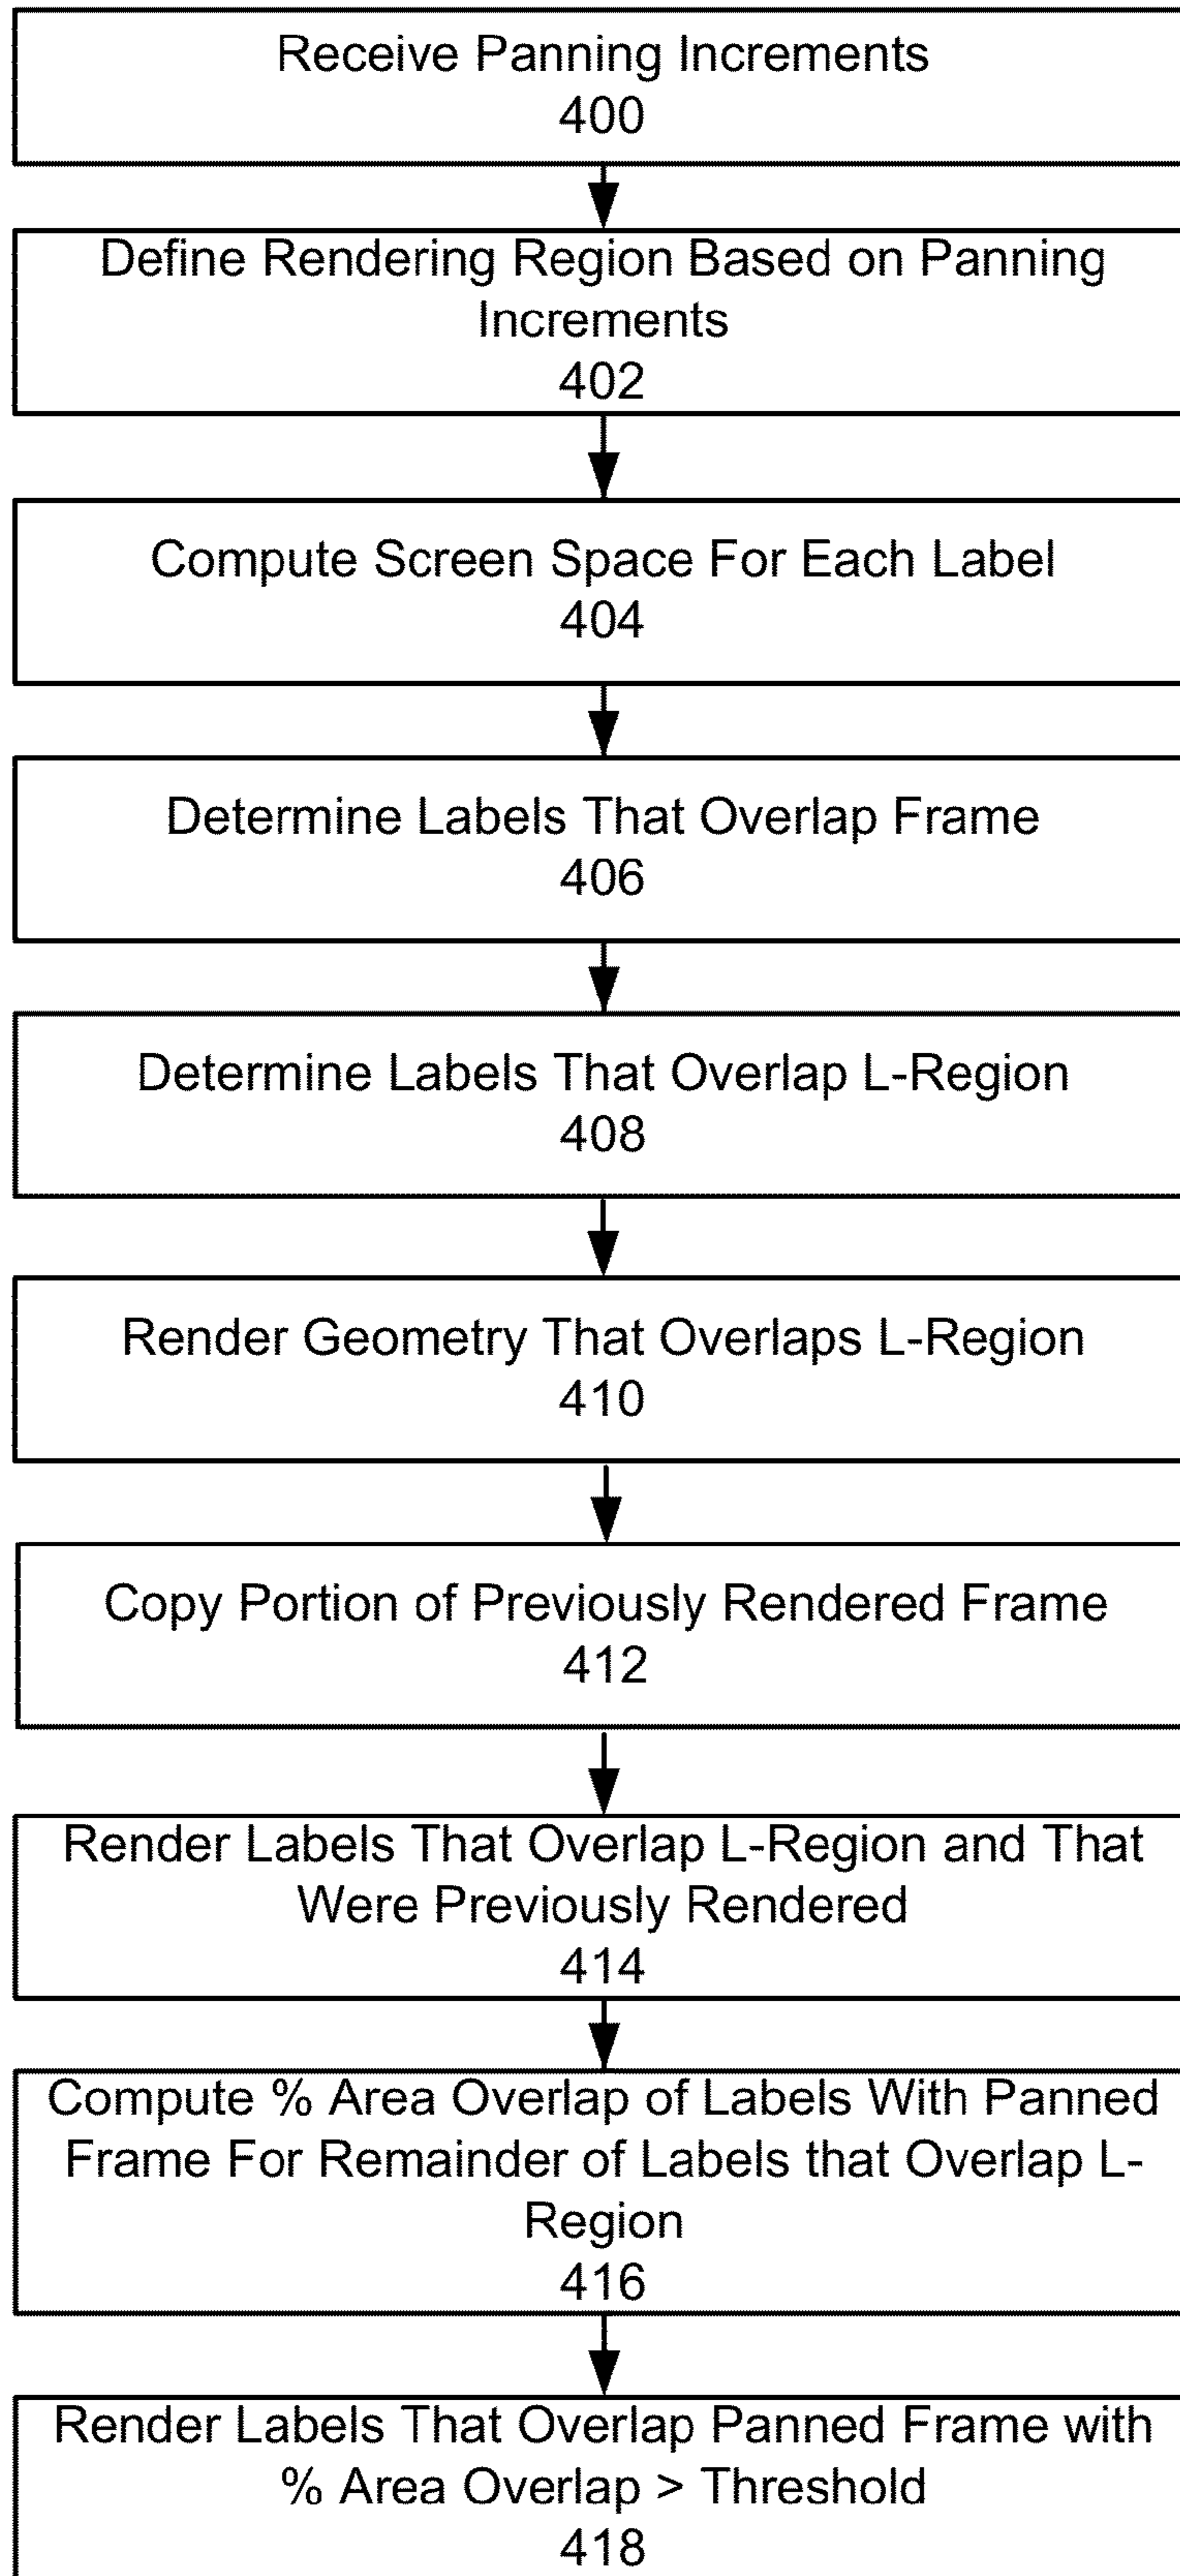 Receive Panning Increments
400
Define Rendering Region Based on Panning
Increments
402
Compute Screen Space For Each Label
404
Determine Labels That Overlap Frame
406
Determine Labels That Overlap L-Region
408
Render Geometry That Overlaps L-Region
410
Copy Portion of Previously Rendered Frame
412
Render Labels That Overlap L-Region and That
Were Previously Rendered
414
Compute % Area Overlap of Labels With Panned
Frame For Remainder of Labels that Overlap L-
Region
416
Render Labels That Overlap Panned Frame with
% Area Overlap > Threshold
418